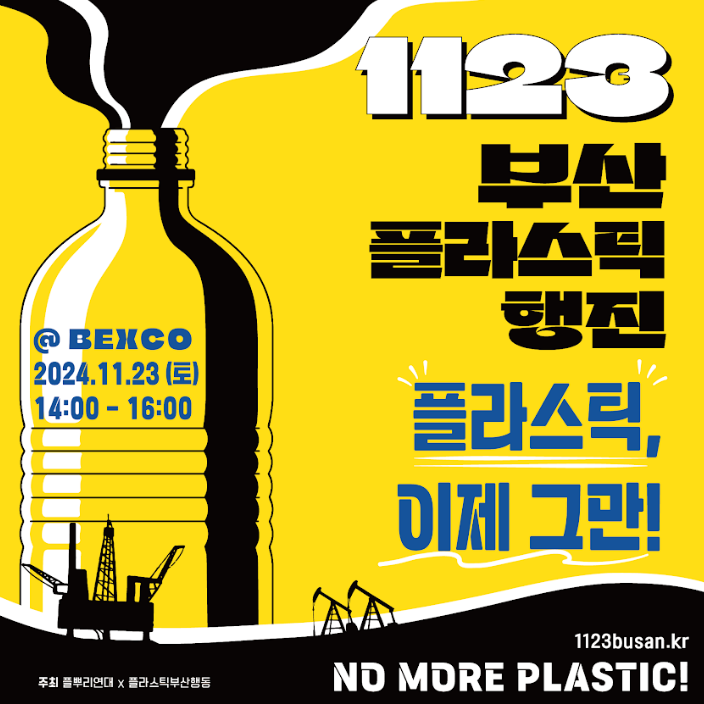 1123
부산
플라스틱
행진
플라스틱,
이제 그만!
@ BEXCO
2024.11.23 (토)
14:00 - 16:00
1123busan.kr
NO MORE PLASTIC!
주최 플뿌리연대 x 플라스틱부산행동